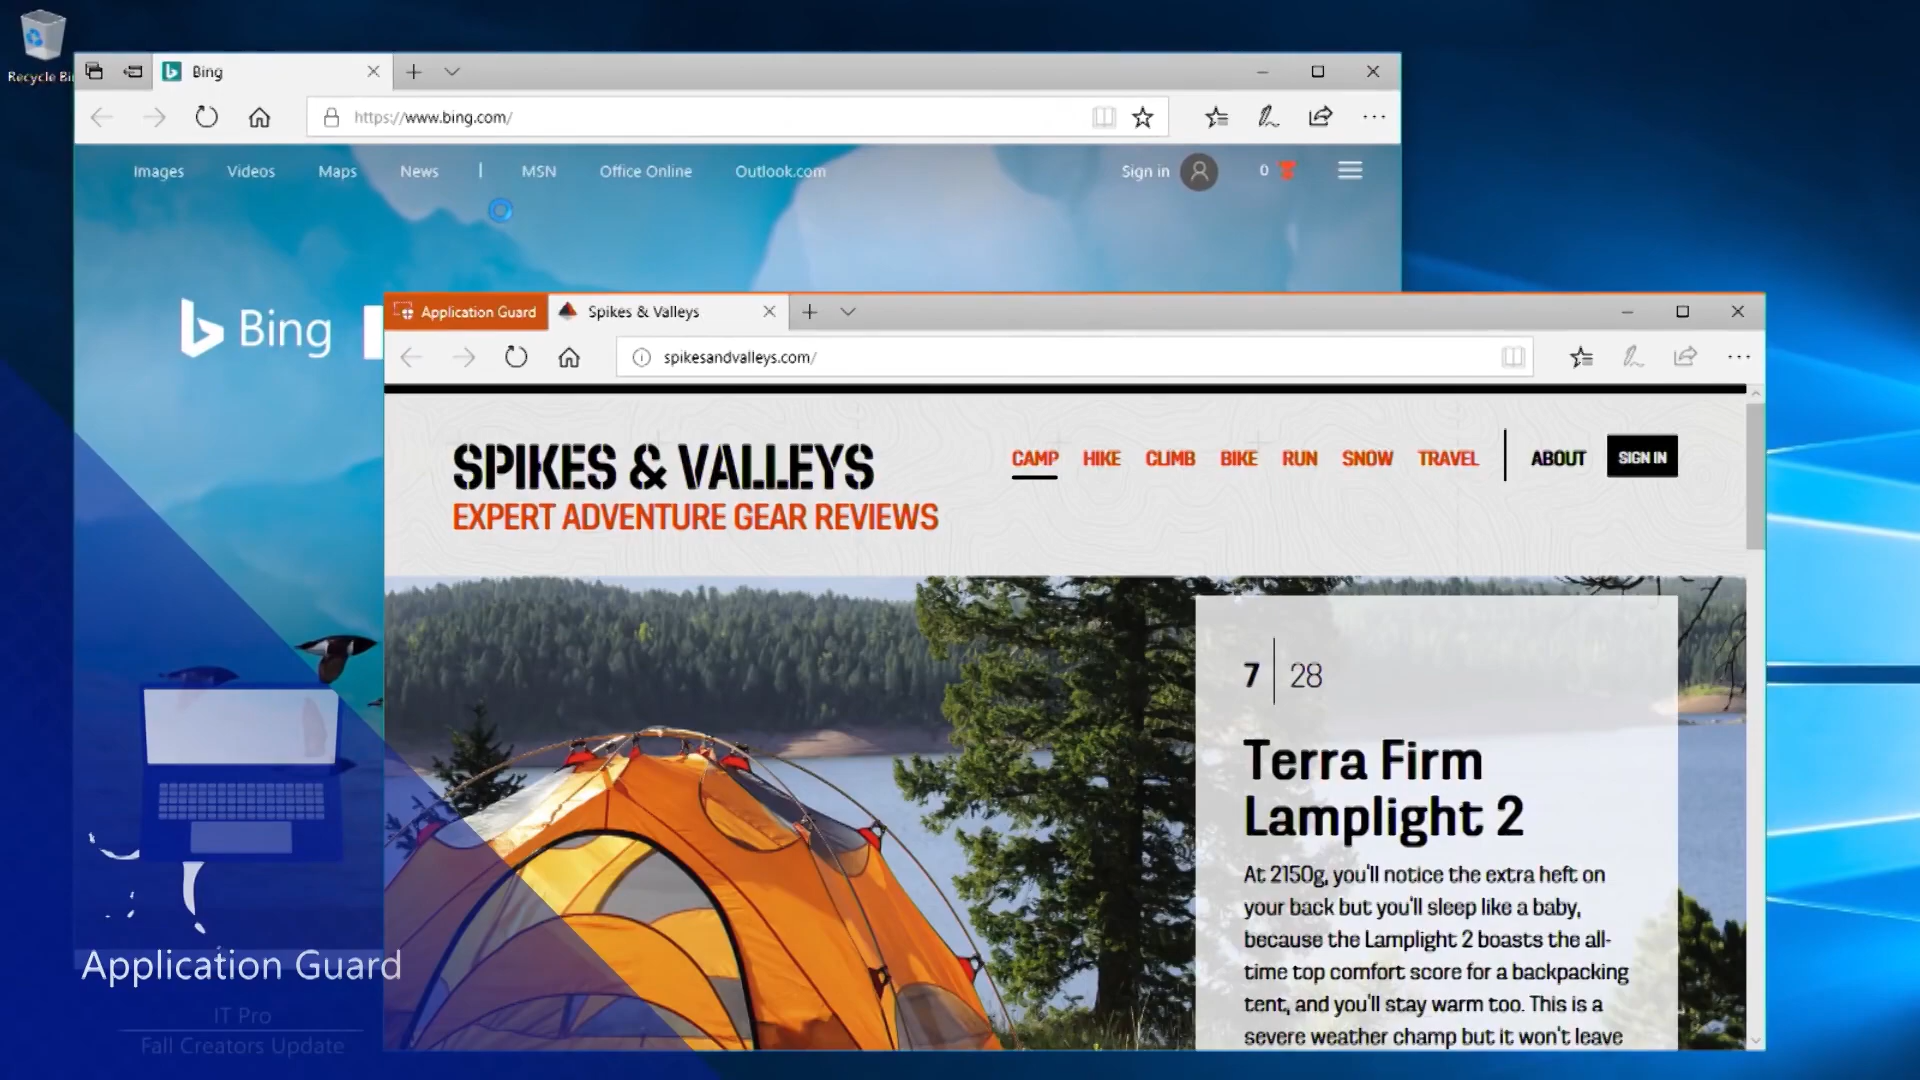 Recycle Bi
Bing
https://www.bing.com/
Images Videos Maps News | MSN Office Online Outlook.com Sign in 0
Bing
Application Guard Spikes & Valleys
spikesandvalleys.com/
SPIKES & VALLEYS
EXPERT ADVENTURE GEAR REVIEWS
CAMP HIKE CLIMB BIKE RUN SNOW TRAVEL ABOUT SIGN IN
7 | 28
Terra Firm
Lamplight 2
At 2150g, you'll notice the extra heft on
your back but you'll sleep like a baby,
because the Lamplight 2 boasts the all-
time top comfort score for a backpacking
tent, and you'll stay warm too. This is a
severe weather champ but it won't leave
Application Guard
IT Pro
Fall Creators Update